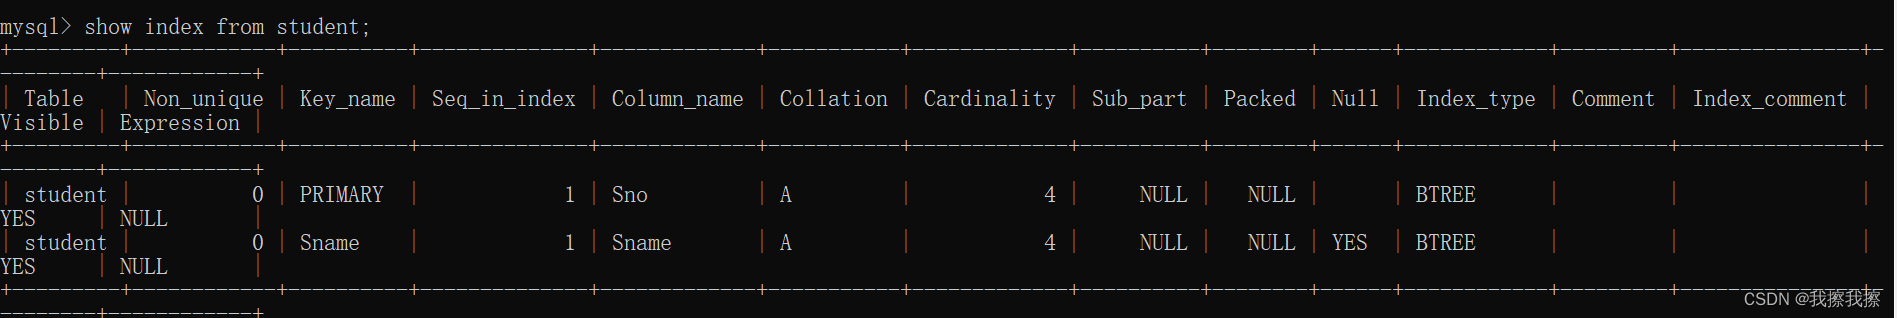 mysql> show index from student;
+---------+------------+----------+--------------+-------------+-----------+-------------+----------+--------+------+------------+---------+---------------+-
--------+------------+
| Table   | Non_unique | Key_name | Seq_in_index | Column_name | Collation | Cardinality | Sub_part | Packed | Null | Index_type | Comment | Index_comment |
Visible | Expression |
+---------+------------+----------+--------------+-------------+-----------+-------------+----------+--------+------+------------+---------+---------------+-
--------+------------+
| student |          0 | PRIMARY  |            1 | Sno         | A         |           4 |     NULL |   NULL |      | BTREE      |         |               |
YES     | NULL       |
| student |          0 | Sname    |            1 | Sname       | A         |           4 |     NULL |   NULL | YES  | BTREE      |         |               |
YES     | NULL       |
+---------+------------+----------+--------------+-------------+-----------+-------------+----------+--------+------+------------+---------+---------------+-
--------+------------+
CSDN @我擦我擦